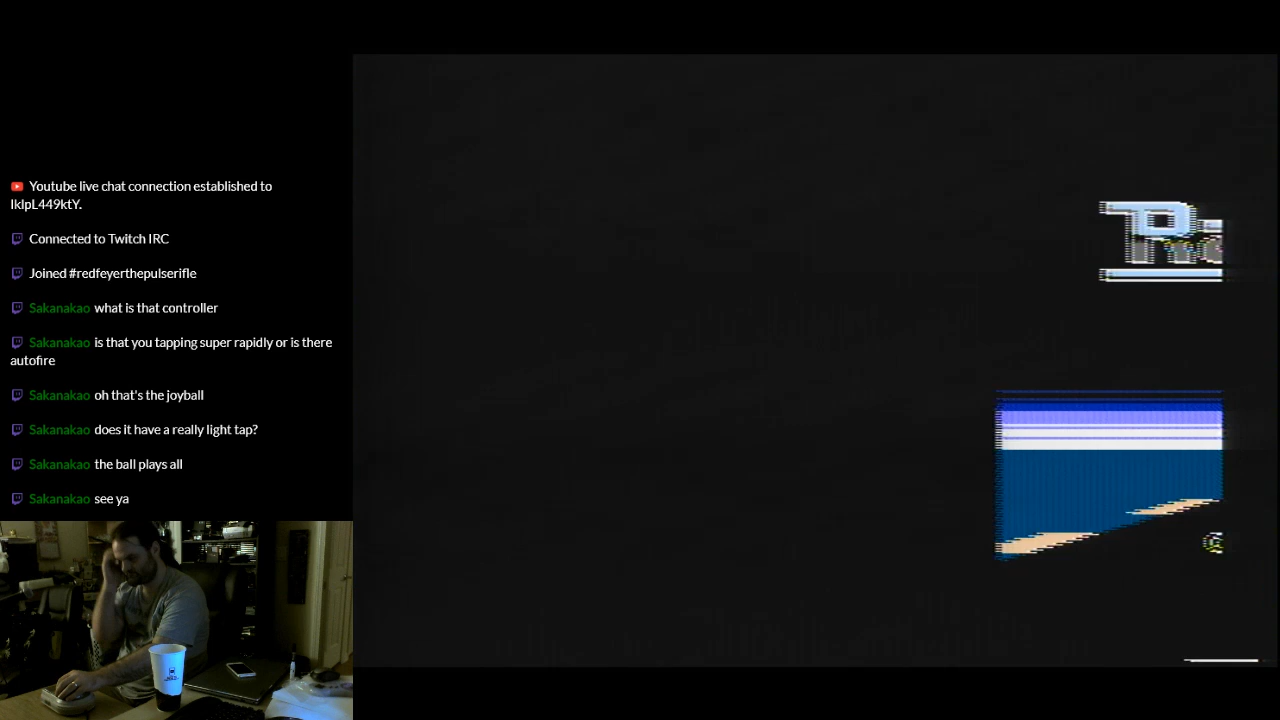 Youtube live chat connection established to
lklpL449ktY.
Connected to Twitch IRC
Joined #redfeyerthepulserifle
Sakanakao what is that controller
Sakanakao is that you tapping super rapidly or is there
autofire
Sakanakao oh that's the joyball
Sakanakao does it have a really light tap?
Sakanakao the ball plays all
Sakanakao see ya